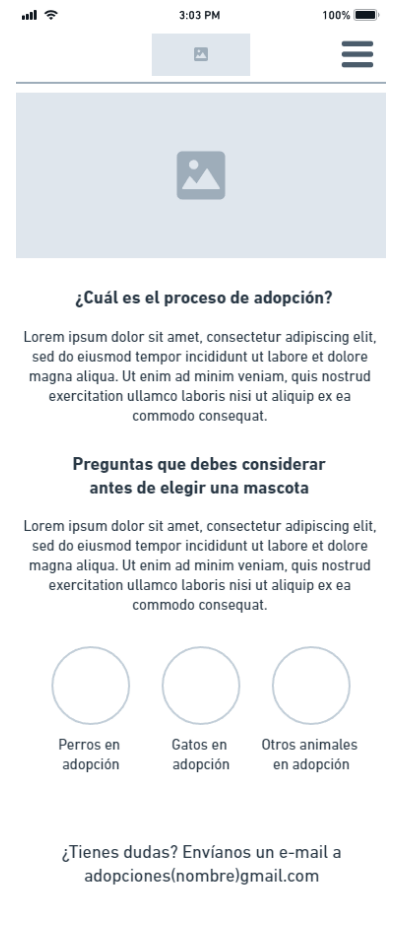 3:03 PM
100%
¿Cuál es el proceso de adopción?
Lorem ipsum dolor sit amet, consectetur adipiscing elit,
sed do eiusmod tempor incididunt ut labore et dolore
magna aliqua. Ut enim ad minim veniam, quis nostrud
exercitation ullamco laboris nisi ut aliquip ex ea
commodo consequat.
Preguntas que debes considerar
antes de elegir una mascota
Lorem ipsum dolor sit amet, consectetur adipiscing elit,
sed do eiusmod tempor incididunt ut labore et dolore
magna aliqua. Ut enim ad minim veniam, quis nostrud
exercitation ullamco laboris nisi ut aliquip ex ea
commodo consequat.
Perros en
adopción
Gatos en
adopción
Otros animales
en adopción
¿Tienes dudas? Envíanos un e-mail a
adopciones(nombre)gmail.com